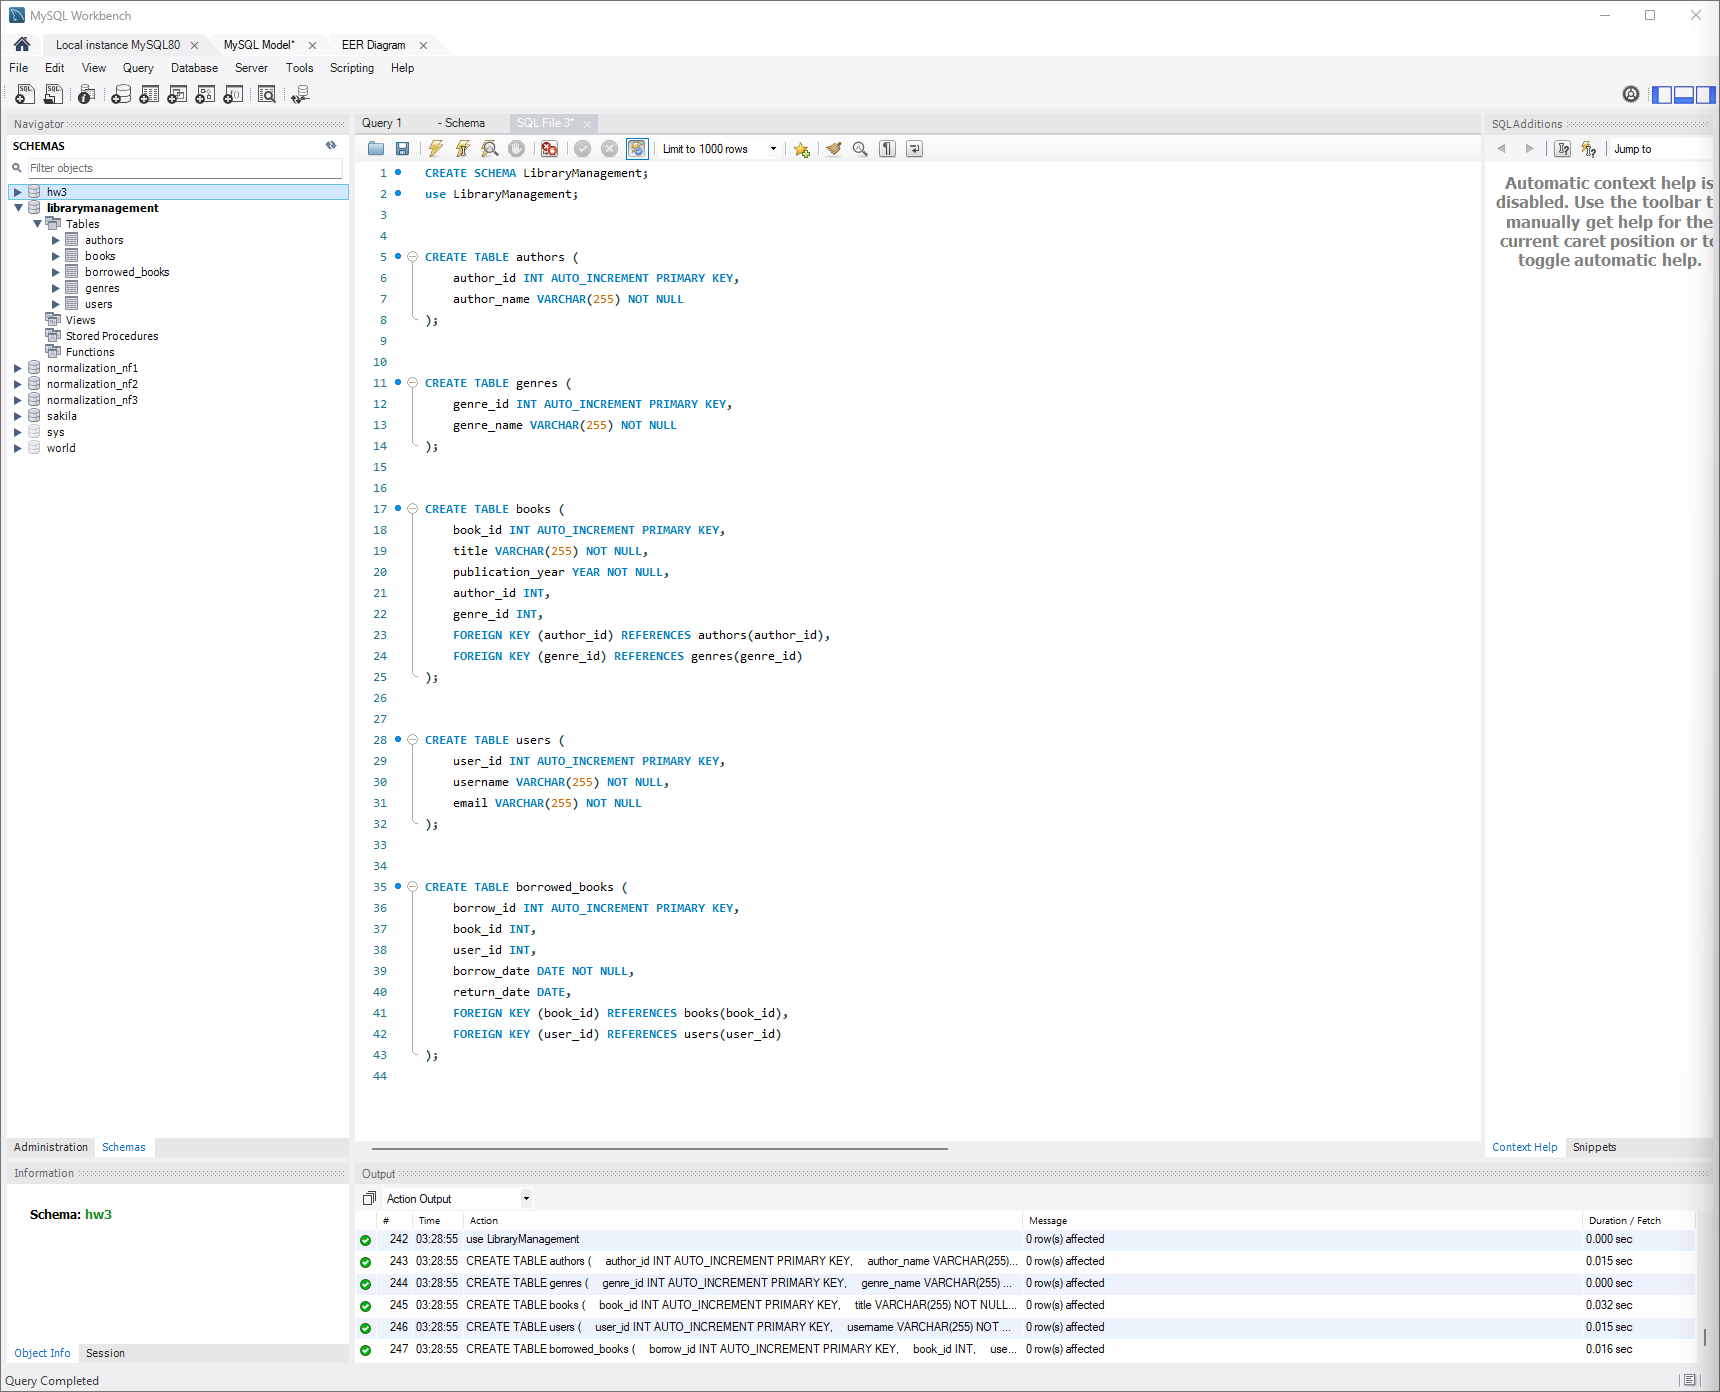 MySQL Workbench
Local instance MySQL80
MySQL Model*
EER Diagram
File Edit View Query Database Server Tools Scripting Help
Navigator
SCHEMAS
Filter objects
hw3
librarymanagement
Tables
authors
books
borrowed_books
genres
users
Views
Stored Procedures
Functions
normalization_nf1
normalization_nf2
normalization_nf3
sakila
sys
world
Administration Schemas
Information
Schema: hw3
Object Info Session
Query 1 - Schema SQL File 3*
Limit to 1000 rows
1 CREATE SCHEMA LibraryManagement;
2 use LibraryManagement;
3
4
5 CREATE TABLE authors (
6 author_id INT AUTO_INCREMENT PRIMARY KEY,
7 author_name VARCHAR(255) NOT NULL
8 );
9
10
11 CREATE TABLE genres (
12 genre_id INT AUTO_INCREMENT PRIMARY KEY,
13 genre_name VARCHAR(255) NOT NULL
14 );
15
16
17 CREATE TABLE books (
18 book_id INT AUTO_INCREMENT PRIMARY KEY,
19 title VARCHAR(255) NOT NULL,
20 publication_year YEAR NOT NULL,
21 author_id INT,
22 genre_id INT,
23 FOREIGN KEY (author_id) REFERENCES authors(author_id),
24 FOREIGN KEY (genre_id) REFERENCES genres(genre_id)
25 );
26
27
28 CREATE TABLE users (
29 user_id INT AUTO_INCREMENT PRIMARY KEY,
30 username VARCHAR(255) NOT NULL,
31 email VARCHAR(255) NOT NULL
32 );
33
34
35 CREATE TABLE borrowed_books (
36 borrow_id INT AUTO_INCREMENT PRIMARY KEY,
37 book_id INT,
38 user_id INT,
39 borrow_date DATE NOT NULL,
40 return_date DATE,
41 FOREIGN KEY (book_id) REFERENCES books(book_id),
42 FOREIGN KEY (user_id) REFERENCES users(user_id)
43 );
44
SQLAdditions
Jump to
Automatic context help is
disabled. Use the toolbar t
manually get help for the
current caret position or to
toggle automatic help.
Context Help Snippets
Output
Action Output
# Time Action Message Duration / Fetch
242 03:28:55 use LibraryManagement 0 row(s) affected 0.000 sec
243 03:28:55 CREATE TABLE authors ( author_id INT AUTO_INCREMENT PRIMARY KEY, author_name VARCHAR(255)... 0 row(s) affected 0.015 sec
244 03:28:55 CREATE TABLE genres ( genre_id INT AUTO_INCREMENT PRIMARY KEY, genre_name VARCHAR(255) ... 0 row(s) affected 0.000 sec
245 03:28:55 CREATE TABLE books ( book_id INT AUTO_INCREMENT PRIMARY KEY, title VARCHAR(255) NOT NULL... 0 row(s) affected 0.032 sec
246 03:28:55 CREATE TABLE users ( user_id INT AUTO_INCREMENT PRIMARY KEY, username VARCHAR(255) NOT ... 0 row(s) affected 0.015 sec
247 03:28:55 CREATE TABLE borrowed_books ( borrow_id INT AUTO_INCREMENT PRIMARY KEY, book_id INT, use... 0 row(s) affected 0.016 sec
Query Completed